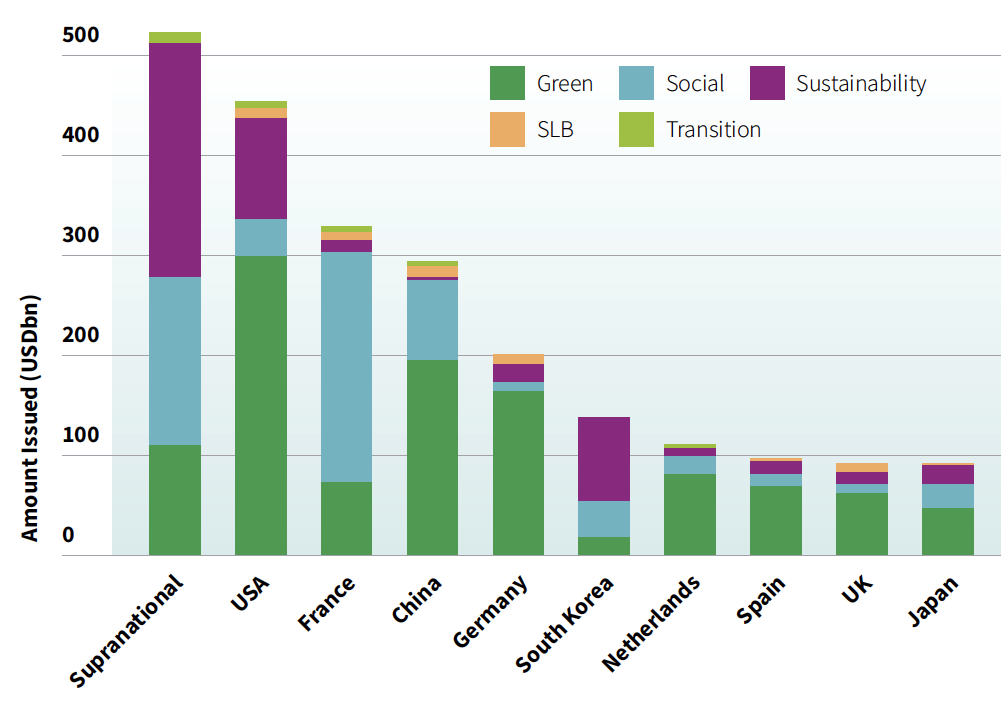 500
400
300
200
100
0
Amount Issued (USDbn)
Green
Social
Sustainability
SLB
Transition
Supranational
USA
France
China
Germany
South Korea
Netherlands
Spain
UK
Japan